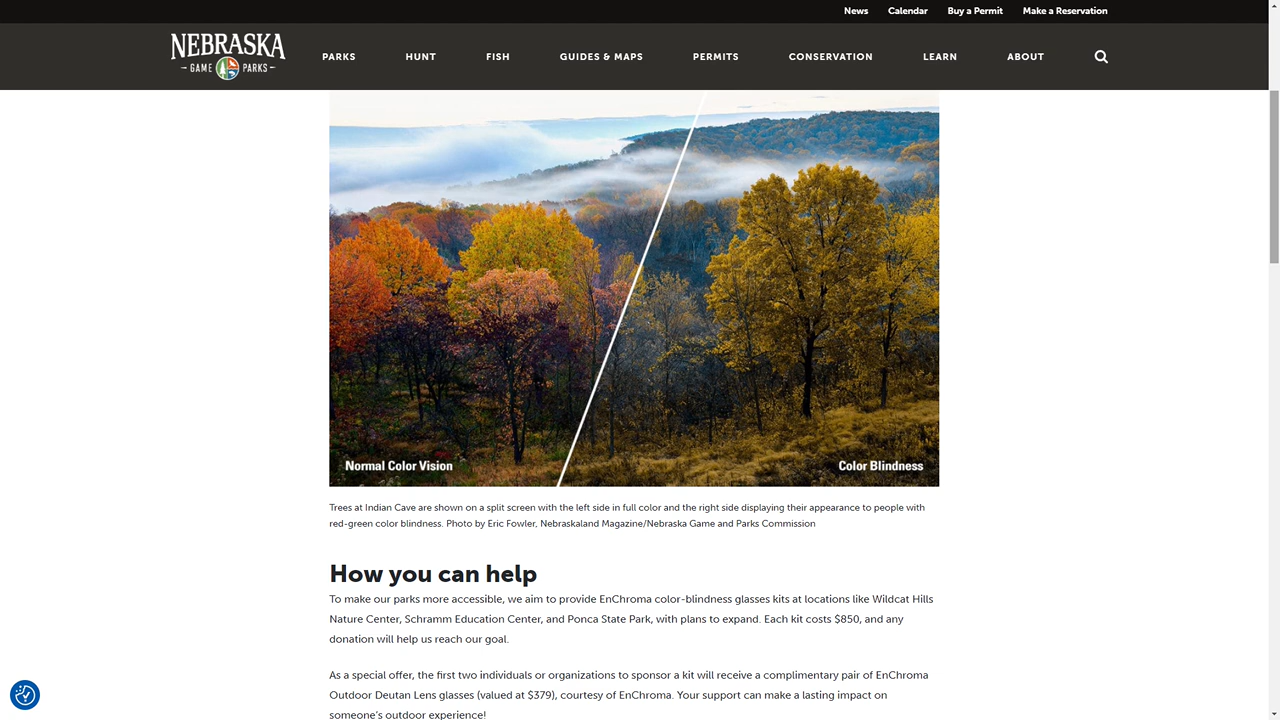 News Calendar Buy a Permit Make a Reservation
NEBRASKA
GAME PARKS
PARKS HUNT FISH GUIDES & MAPS PERMITS CONSERVATION LEARN ABOUT
Normal Color Vision
Color Blindness
Trees at Indian Cave are shown on a split screen with the left side in full color and the right side displaying their appearance to people with
red-green color blindness. Photo by Eric Fowler, Nebraskaland Magazine/Nebraska Game and Parks Commission
How you can help
To make our parks more accessible, we aim to provide EnChroma color-blindness glasses kits at locations like Wildcat Hills
Nature Center, Schramm Education Center, and Ponca State Park, with plans to expand. Each kit costs $850, and any
donation will help us reach our goal.
As a special offer, the first two individuals or organizations to sponsor a kit will receive a complimentary pair of EnChroma
Outdoor Deutan Lens glasses (valued at $379), courtesy of EnChroma. Your support can make a lasting impact on
someone's outdoor experience!